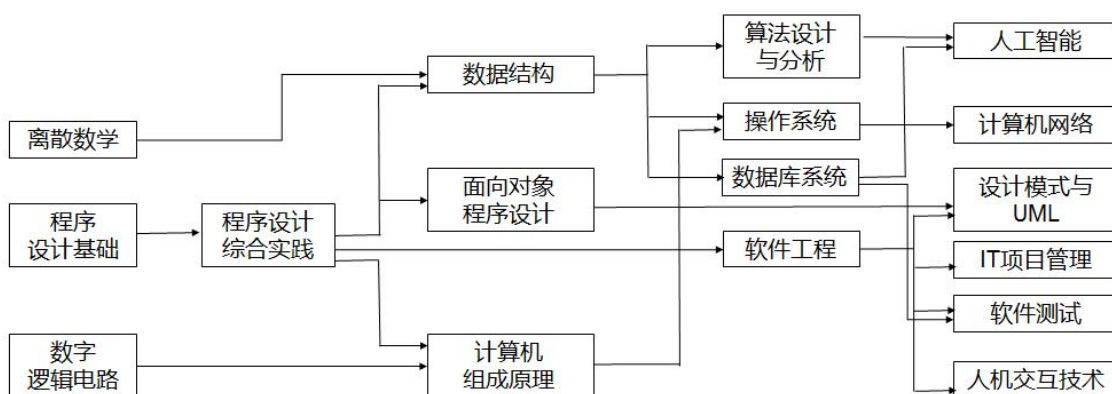 离散数学
程序
设计基础
数字
逻辑电路
程序设计
综合实践
数据结构
面向对象
程序设计
计算机
组成原理
算法设计
与分析
操作系统
数据库系统
软件工程
人工智能
计算机网络
设计模式与
UML
IT项目管理
软件测试
人机交互技术